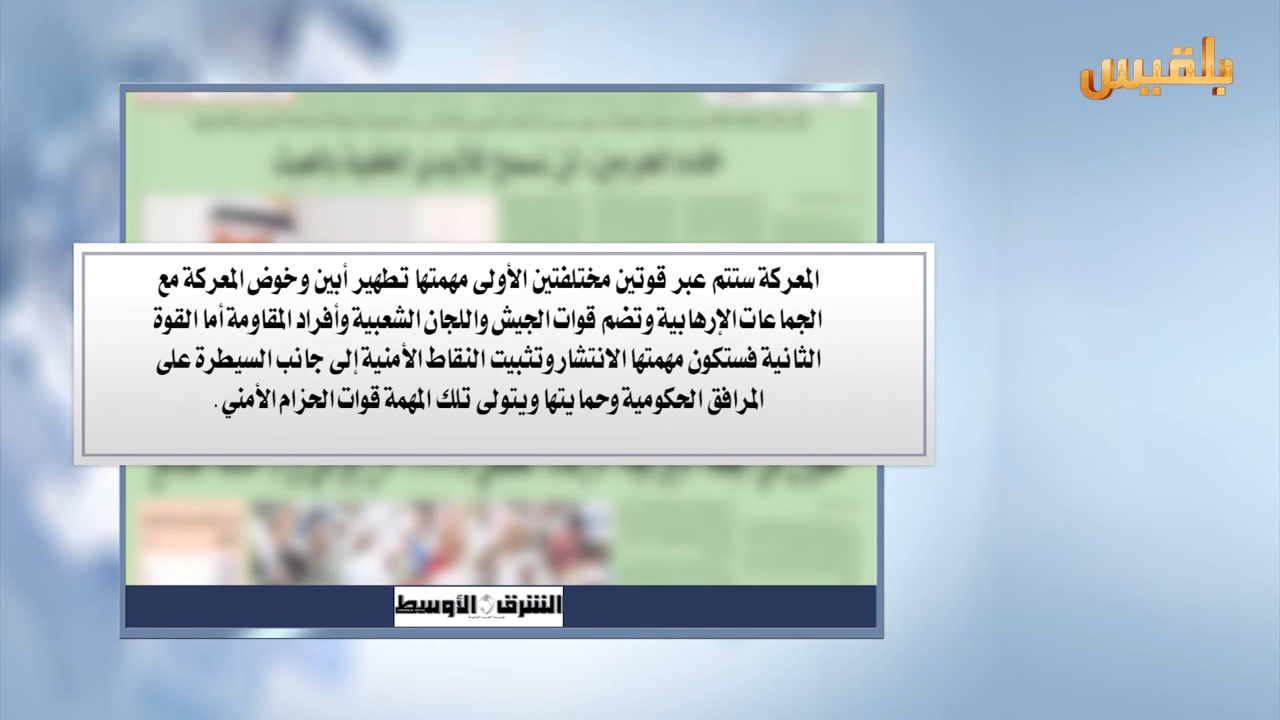 بلقيس
المعركة ستتم عبر قوتين مختلفتين الأولى مهمتها تطهير أبين وخوض المعركة مع
الجماعات الإرهابية وتضم قوات الجيش واللجان الشعبية وأفراد المقاومة أما القوة
الثانية فستكون مهمتها الانتشار وتثبيت النقاط الأمنية إلى جانب السيطرة على
المرافق الحكومية وحمايتها ويتولى تلك المهمة قوات الحزام الأمني .
الشرق الأوسط